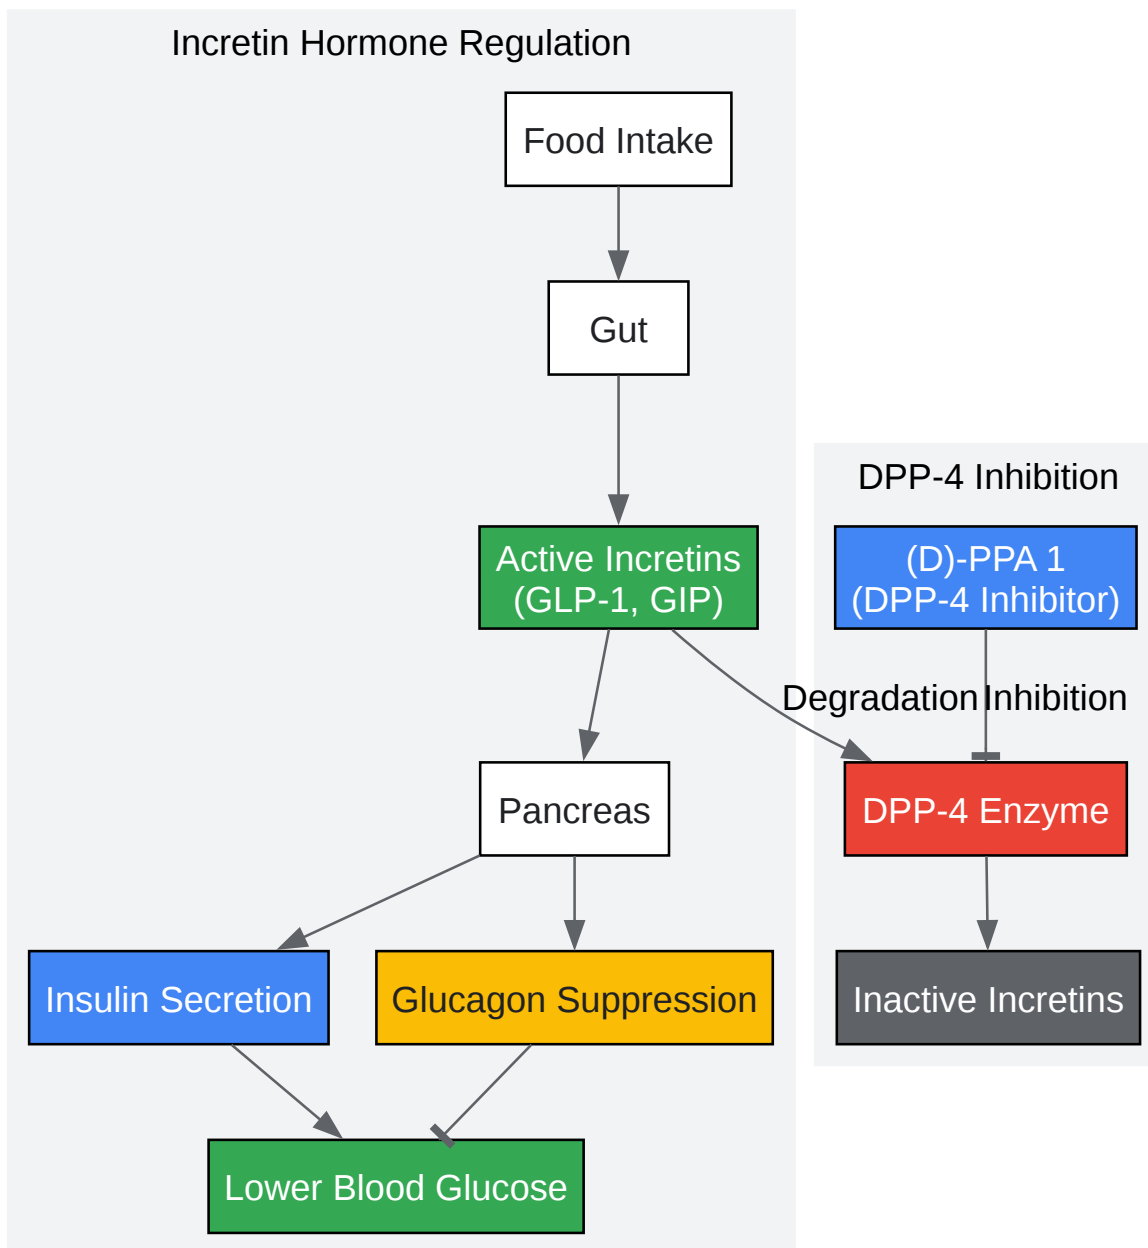 Incretin Hormone Regulation
Food Intake
Gut
DPP-4 Inhibition
Active Incretins
(GLP-1, GIP)
(D)-PPA 1
(DPP-4 Inhibitor)
Degradation
Inhibition
Pancreas
DPP-4 Enzyme
Insulin Secretion
Glucagon Suppression
Inactive Incretins
Lower Blood Glucose